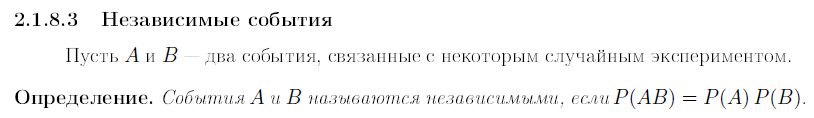 2.1.8.3 Независимые события
Пусть A и B — два события, связанные с некоторым случайным экспериментом.
Определение. События A и B называются независимыми, если P(AB) = P(A) P(B).